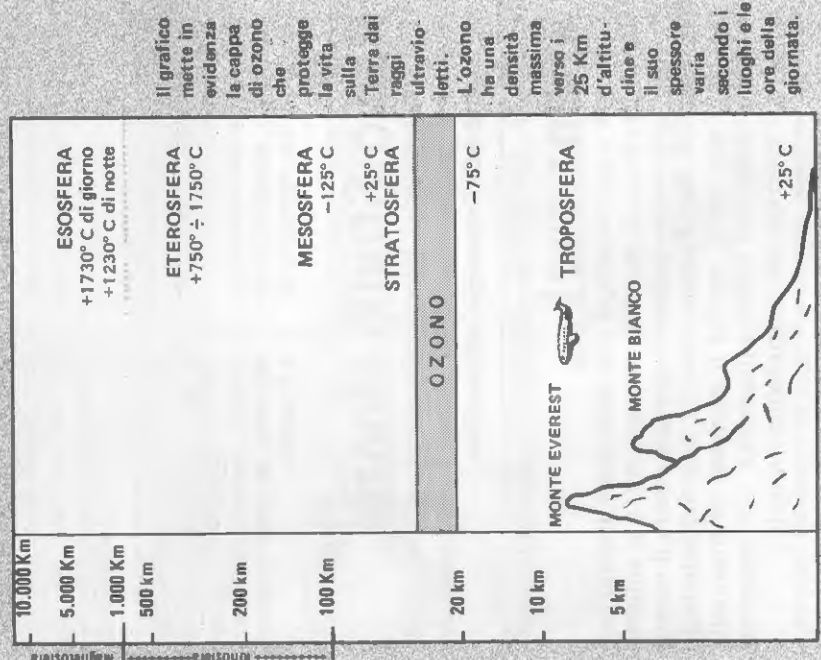 10.000 Km
5.000 Km
1.000 Km
500 km
200 km
100 Km
20 km
10 km
5 km
Magnetosfera
Ionosfera
ESOSFERA
+1730° C di giorno
+1230° C di notte
ETEROSFERA
+750° ÷ 1750° C
MESOSFERA
−125° C
+25° C
STRATOSFERA
OZONO
−75° C
TROPOSFERA
MONTE EVEREST
MONTE BIANCO
+25° C
Il grafico
mette in
evidenza
la cappa
di ozono
che
protegge
la vita
sulla
Terra dai
raggi
ultravio-
letti.
L'ozono
ha una
densità
massima
verso i
25 Km
d'altitu-
dine e
il suo
spessore
varia
secondo i
luoghi e le
ore della
giornata.